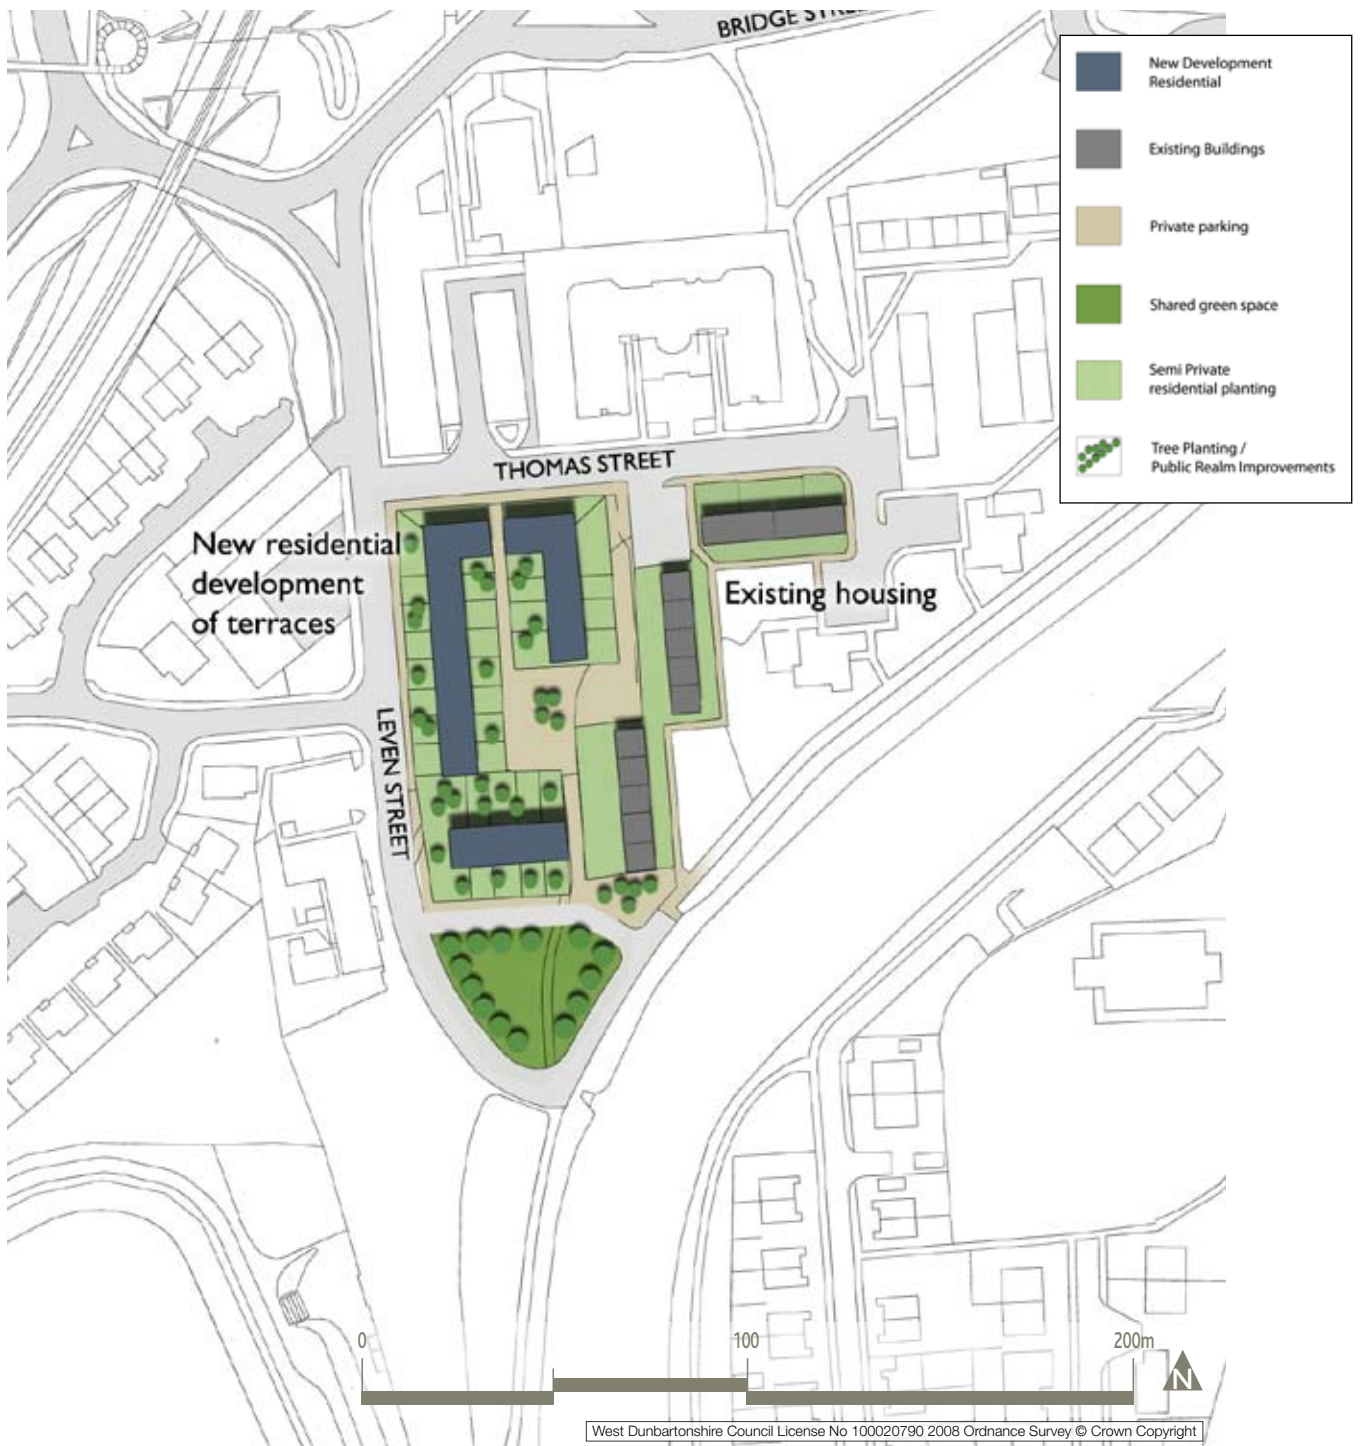 BRIDGE STRE
New Development
Residential
Existing Buildings
Private parking
Shared green space
Semi Private
residential planting
Tree Planting /
Public Realm Improvements
THOMAS STREET
New residential
development
of terraces
Existing housing
LEVEN STREET
0
100
200m
N
West Dunbartonshire Council License No 100020790 2008 Ordnance Survey © Crown Copyright